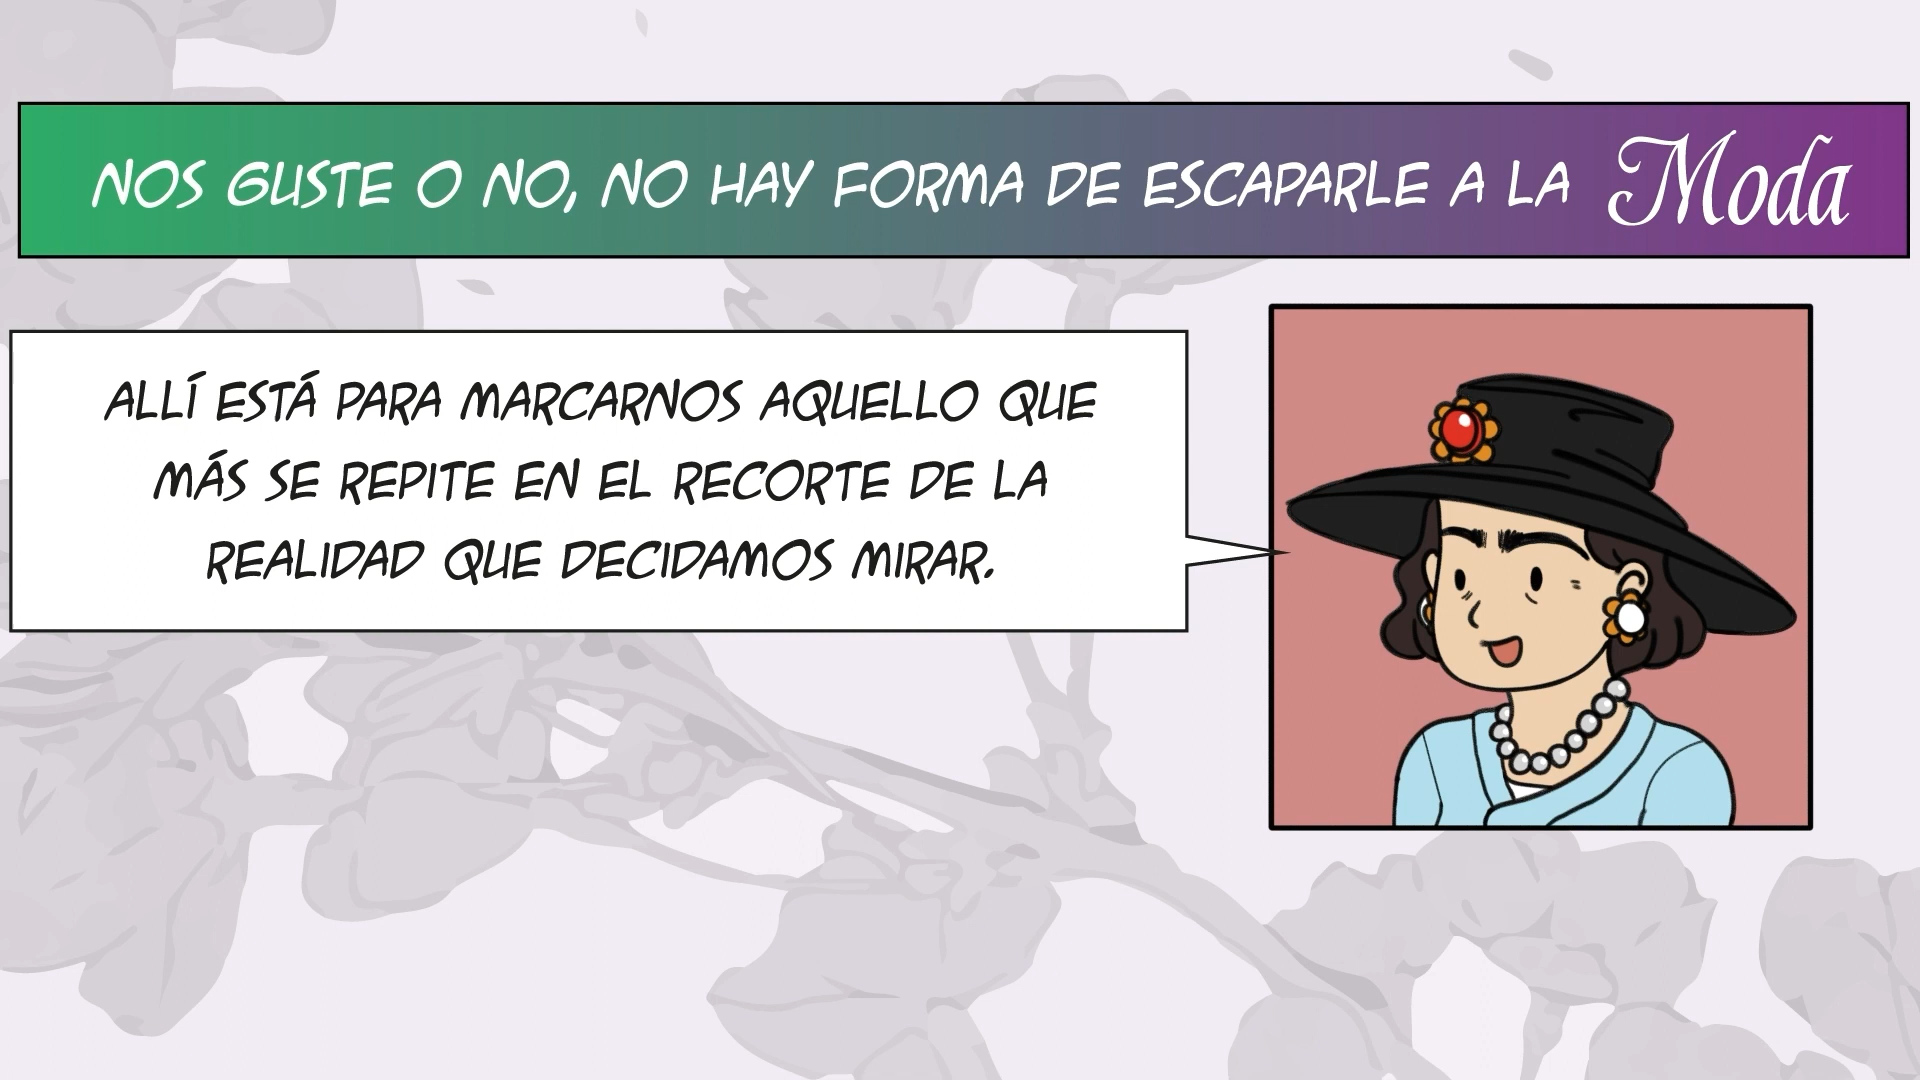 NOS GUSTE O NO, NO HAY FORMA DE ESCAPARLE A LA Moda
ALLÍ ESTÁ PARA MARCARNOS AQUELLO QUE
MÁS SE REPITE EN EL RECORTE DE LA
REALIDAD QUE DECIDAMOS MIRAR.